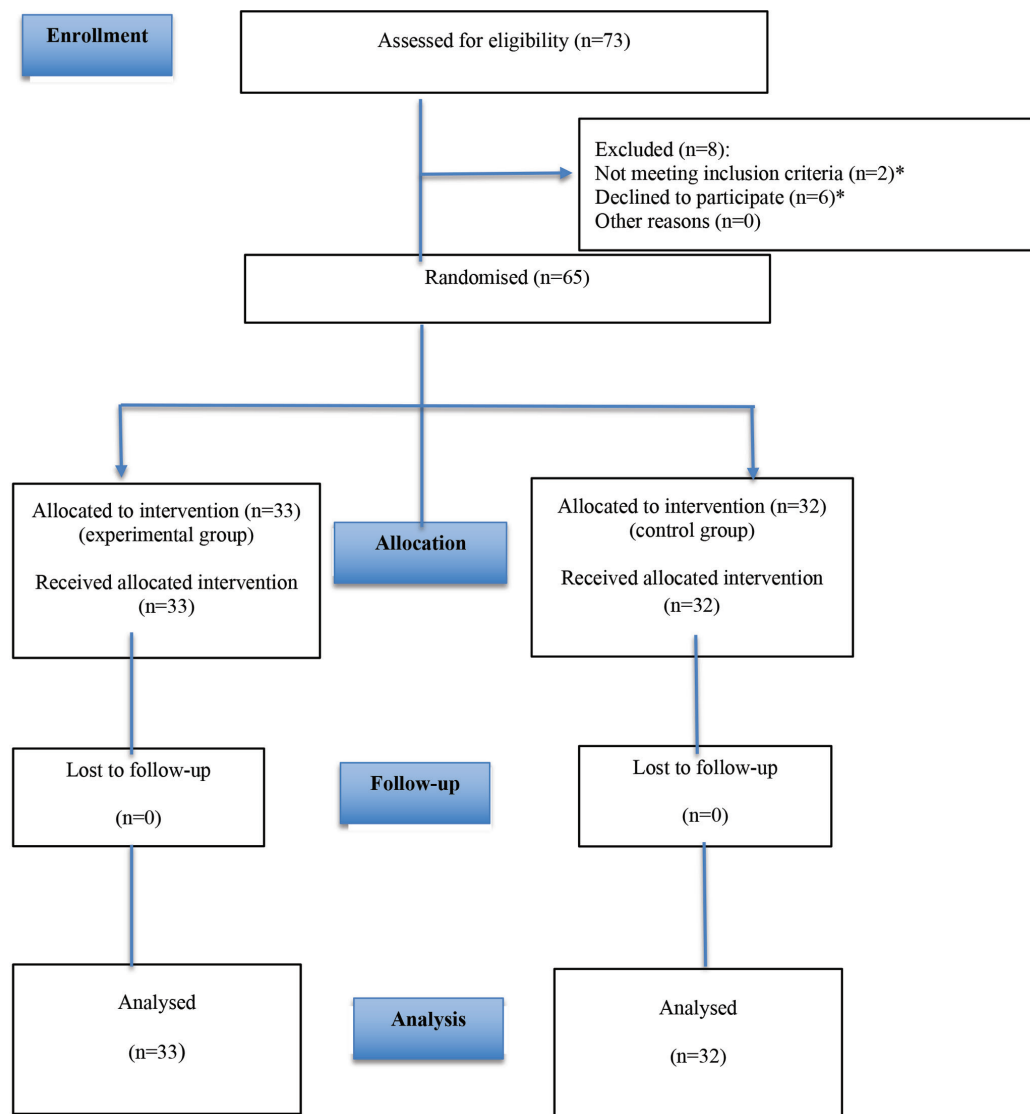 Enrollment
Assessed for eligibility (n=73)
Excluded (n=8):
Not meeting inclusion criteria (n=2)*
Declined to participate (n=6)*
Other reasons (n=0)
Randomised (n=65)
Allocated to intervention (n=33)
(experimental group)
Received allocated intervention
(n=33)
Allocation
Allocated to intervention (n=32)
(control group)
Received allocated intervention
(n=32)
Lost to follow-up
(n=0)
Follow-up
Lost to follow-up
(n=0)
Analysed
(n=33)
Analysis
Analysed
(n=32)